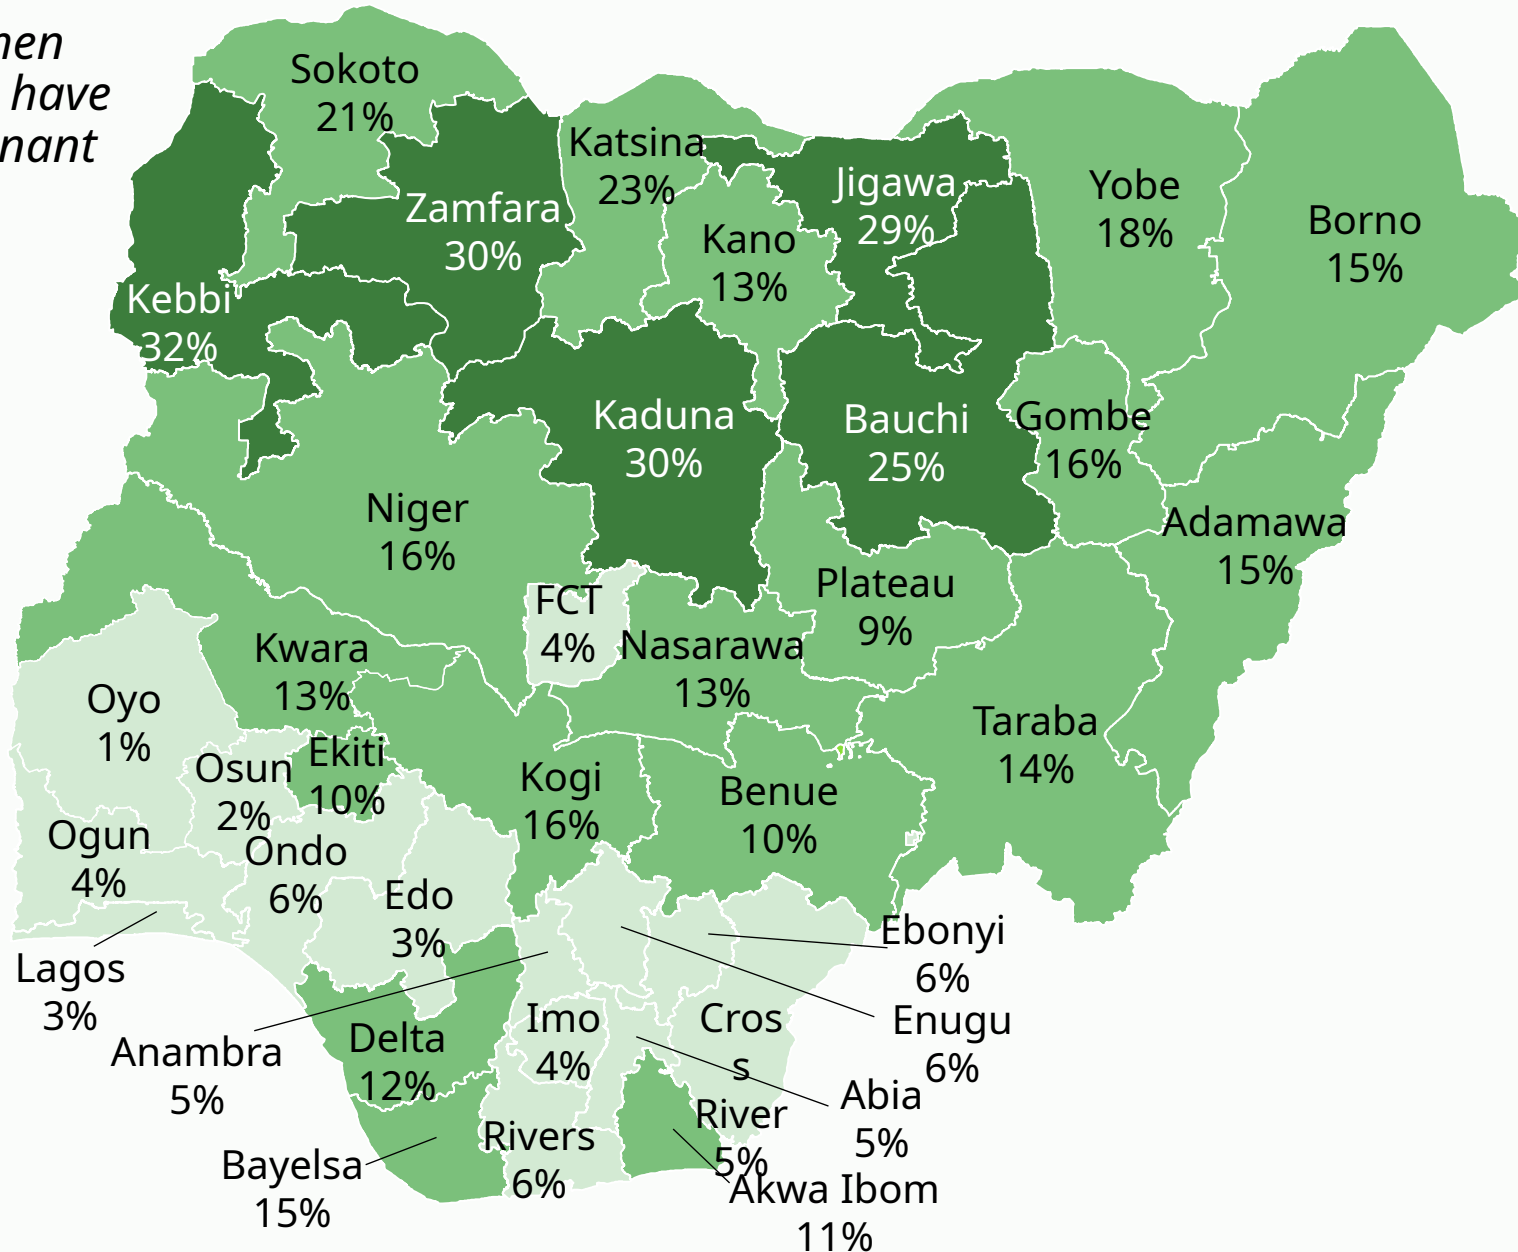 men
have
nant
Sokoto
21%
Katsina
23%
Zamfara
30%
Jigawa
29%
Yobe
18%
Borno
15%
Kano
13%
Kebbi
32%
Kaduna
30%
Bauchi
25%
Gombe
16%
Niger
16%
Adamawa
15%
FCT
4%
Plateau
9%
Nasarawa
13%
Kwara
13%
Oyo
1%
Taraba
14%
Osun
2%
Ekiti
10%
Kogi
16%
Benue
10%
Ogun
4%
Ondo
6%
Edo
3%
Ebonyi
6%
Lagos
3%
Enugu
6%
Anambra
5%
Delta
12%
Imo
4%
Cros
s
River
5%
Abia
5%
Rivers
6%
Bayelsa
15%
Akwa Ibom
11%